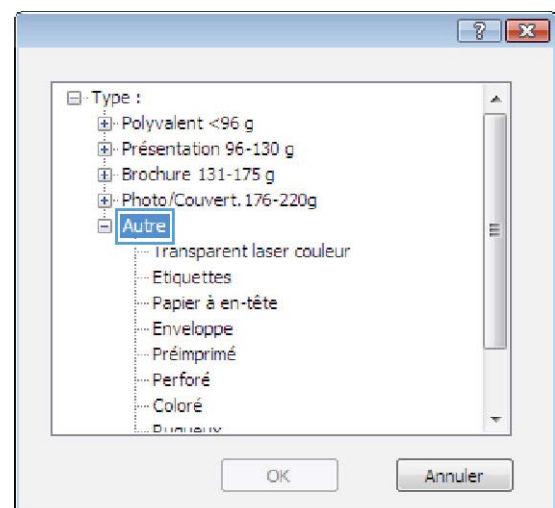 Type :
Polyvalent <96 g
Présentation 96-130 g
Brochure 131-175 g
Photo/Couvert. 176-220g
Autre
Transparent laser couleur
Etiquettes
Papier à en-tête
Enveloppe
Préimprimé
Perforé
Coloré
Rugueux
OK Annuler